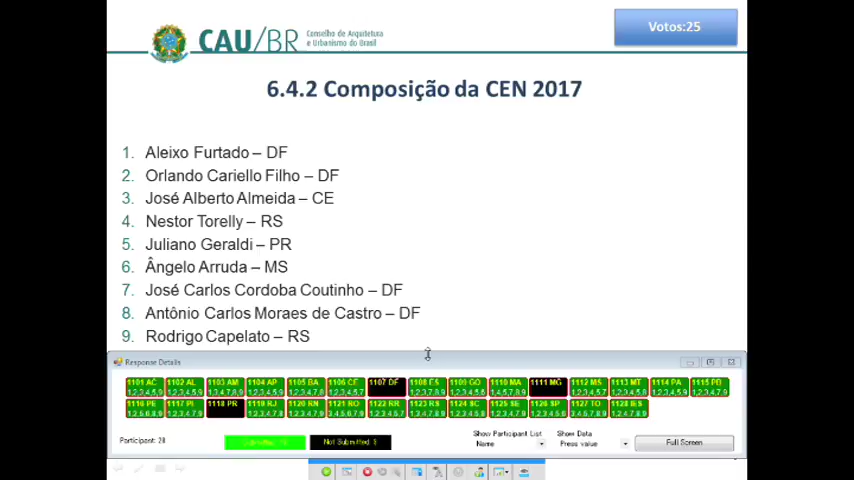 Votos:25
CAU/BR Conselho de Arquitetura
e Urbanismo do Brasil
6.4.2 Composição da CEN 2017
1. Aleixo Furtado – DF
2. Orlando Cariello Filho – DF
3. José Alberto Almeida – CE
4. Nestor Torelly – RS
5. Juliano Geraldi – PR
6. Ângelo Arruda – MS
7. José Carlos Cordoba Coutinho – DF
8. Antônio Carlos Moraes de Castro – DF
9. Rodrigo Capelato – RS
Response Details
1101 AC 1102 AL 1103 AM 1104 AP 1105 BA 1106 CE 1107 DF 1108 ES 1109 GO 1110 MA 1111 MG 1112 MS 1113 MT 1114 PA 1115 PB
1116 PE 1117 PI 1118 PR 1119 RJ 1120 RN 1121 RO 1122 RR 1123 RS 1124 SC 1125 SE 1126 SP 1127 TO 1128 IES
Participant: 28
Not Submitted: 3
Show Participant List
Name
Show Data
Press value
Full Screen